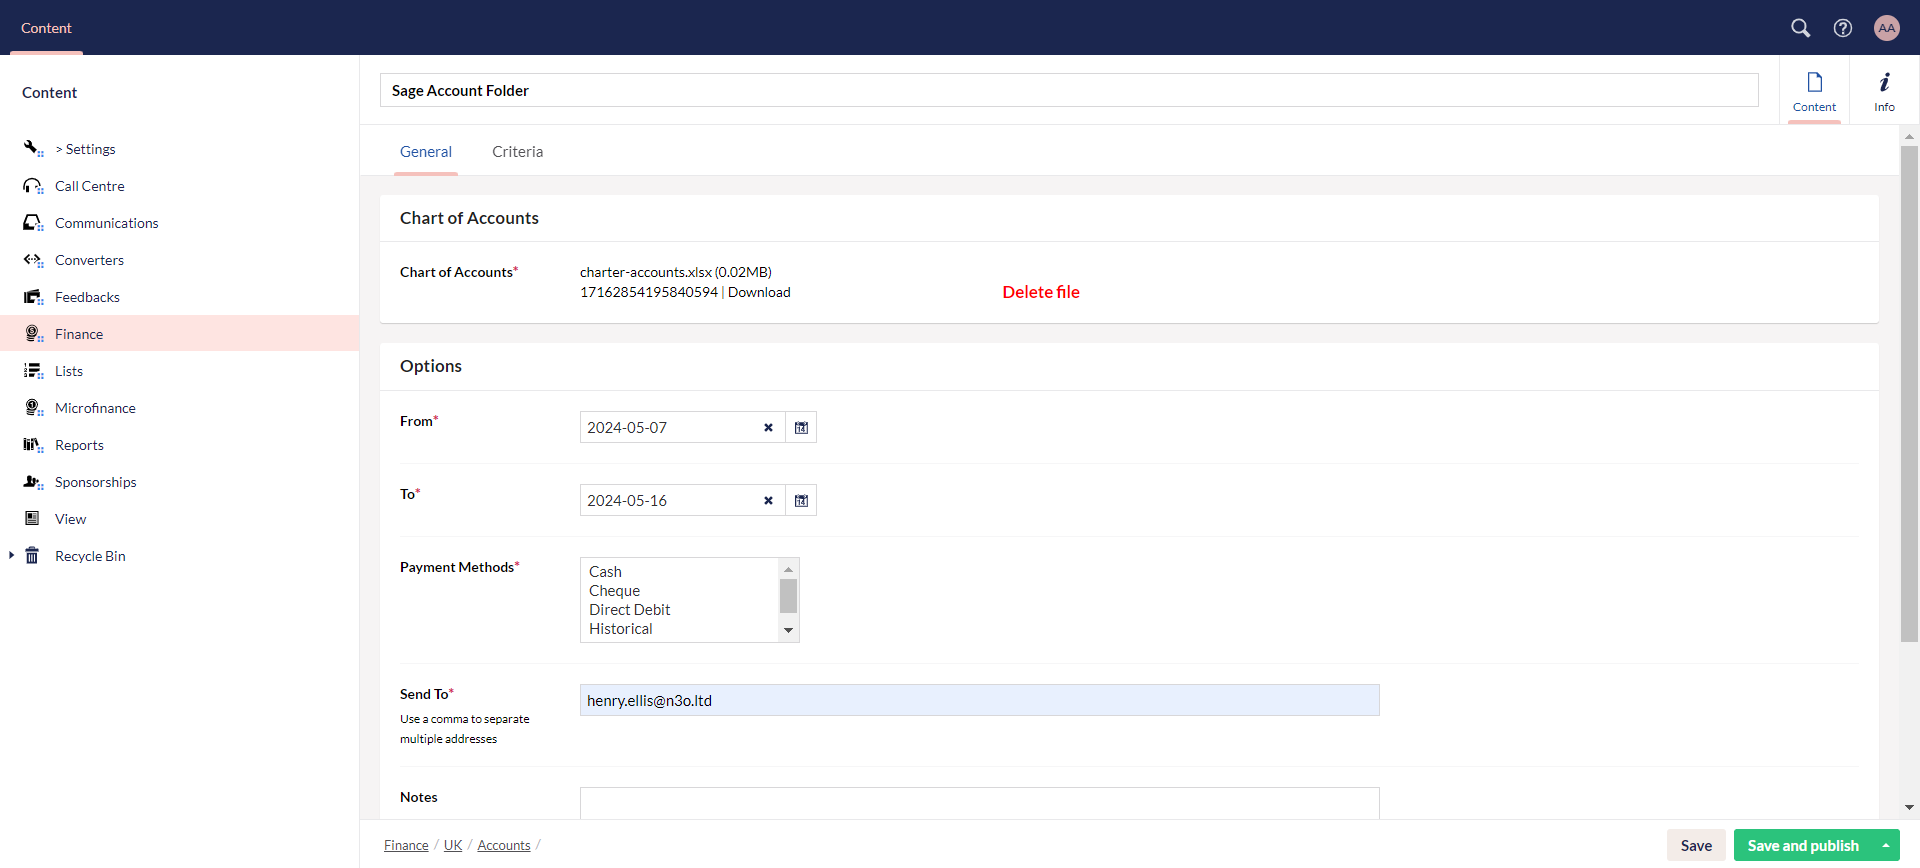 Content
AA
Content
> Settings
Call Centre
Communications
Converters
Feedbacks
Finance
Lists
Microfinance
Reports
Sponsorships
View
Recycle Bin
Sage Account Folder
Content
Info
General
Criteria
Chart of Accounts
Chart of Accounts*
charter-accounts.xlsx (0.02MB)
17162854195840594 | Download
Delete file
Options
From*
2024-05-07
To*
2024-05-16
Payment Methods*
Cash
Cheque
Direct Debit
Historical
Send To*
Use a comma to separate
multiple addresses
henry.ellis@n3o.ltd
Notes
Finance / UK / Accounts /
Save
Save and publish